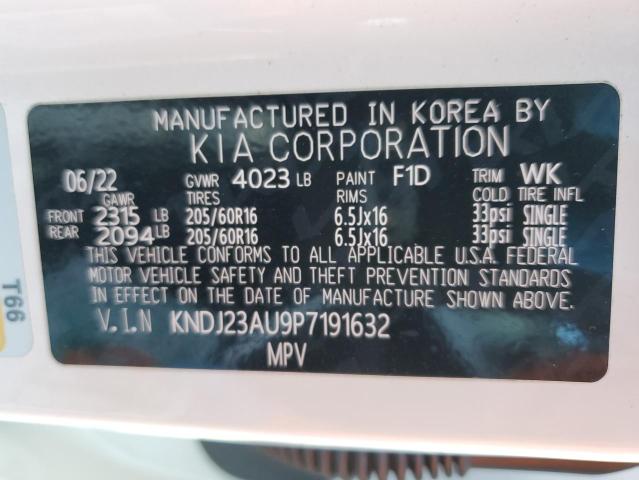 MANUFACTURED IN KOREA BY
KIA CORPORATION
06/22 GVWR 4023 LB PAINT F1D TRIM WK
GAWR TIRES RIMS COLD TIRE INFL
FRONT 2315 LB 205/60R16 6.5Jx16 33psi SINGLE
REAR 2094 LB 205/60R16 6.5Jx16 33psi SINGLE
THIS VEHICLE CONFORMS TO ALL APPLICABLE U.S.A. FEDERAL
MOTOR VEHICLE SAFETY AND THEFT PREVENTION STANDARDS
IN EFFECT ON THE DATE OF MANUFACTURE SHOWN ABOVE.
V.I.N KNDJ23AU9P7191632
MPV
T66